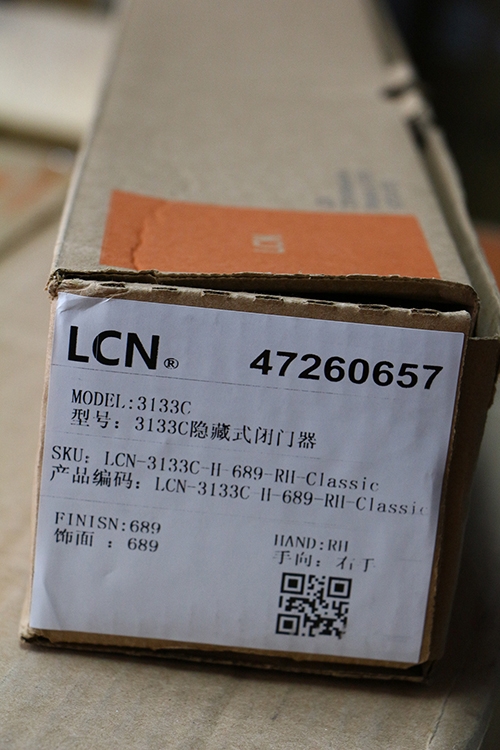 LCN® 47260657
MODEL:3133C
型号: 3133C隐藏式闭门器
SKU: LCN-3133C-H-689-RH-Classic
产品编码: LCN-3133C-H-689-RH-Classic
FINISN:689
饰面 : 689
HAND:RH
手向: 右手